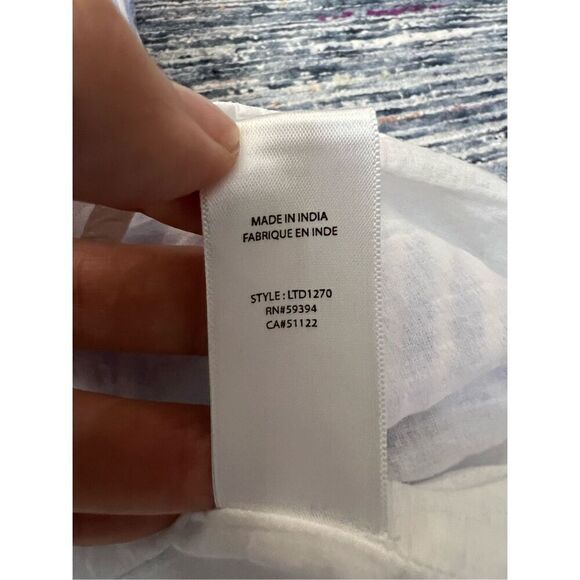 MADE IN INDIA
FABRIQUE EN INDE
STYLE : LTD1270
RN#59394
CA#51122